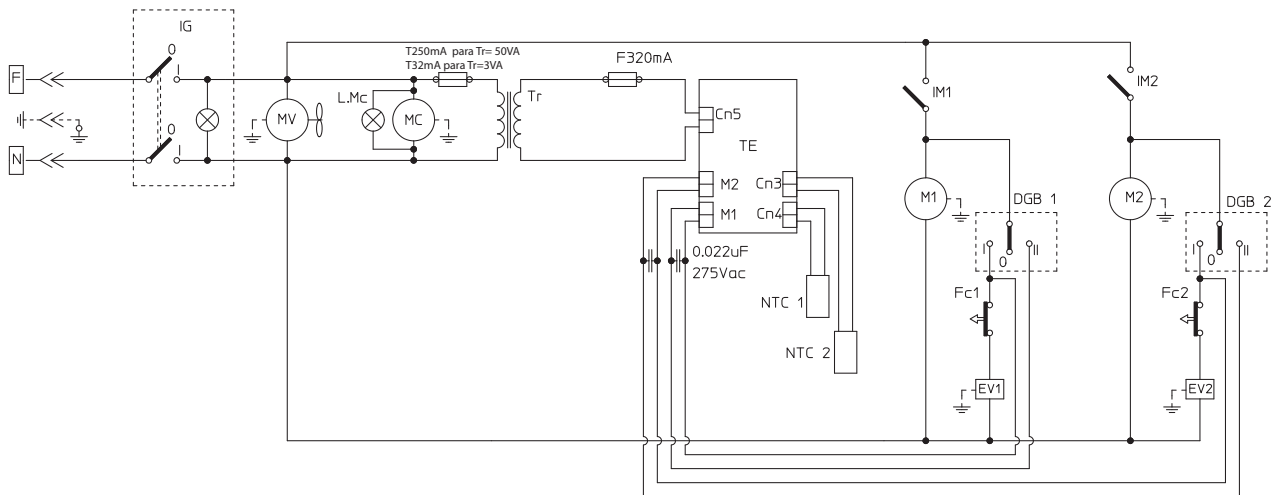 IG
0
I
F
N
0
I
MV
L.Mc
MC
T250mA para Tr= 50VA
T32mA para Tr=3VA
Tr
F320mA
Cn5
TE
M2
Cn3
M1
Cn4
0.022uF
275Vac
NTC 1
NTC 2
IM1
IM2
M1
M2
DGB 1
I
0
II
DGB 2
I
0
II
Fc1
Fc2
EV1
EV2